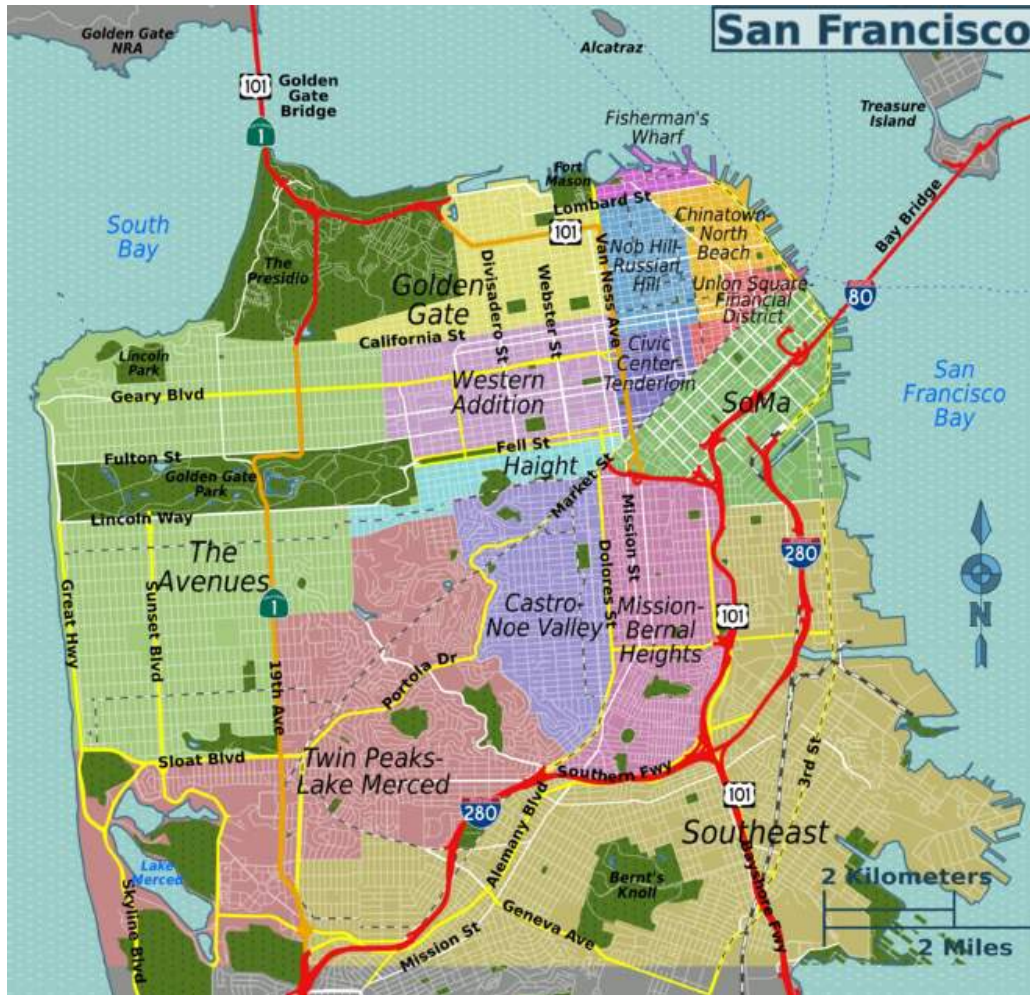 San Francisco
Golden Gate
NRA
Alcatraz
101
Golden
Gate
Bridge
Treasure
Island
1
Fisherman's
Wharf
Fort
Mason
Lombard St
101
Bay Bridge
South
Bay
Chinatown-
North
Beach
Nob Hill-
Russian
Hill
The
Presidio
Golden
Gate
Divisadero St
Webster St
Van Ness Ave
Union Square-
Financial
District
80
California St
Lincoln
Park
Civic
Center-
Tenderloin
Geary Blvd
Western
Addition
SoMa
San
Francisco
Bay
Fulton St
Fell St
Golden Gate
Park
Haight
Market St
Lincoln Way
Mission St
The
Avenues
280
Great Hwy
Sunset Blvd
1
Dolores St
Castro-
Noe Valley
Mission-
Bernal
Heights
101
N
19th Ave
Portola Dr
Sloat Blvd
Twin Peaks-
Lake Merced
Southern Fwy
3rd St
280
Alemany Blvd
101
Southeast
Lake
Merced
Skyline Blvd
Bernt's
Knoll
Bayshore Fwy
Geneva Ave
Mission St
2 Kilometers
2 Miles